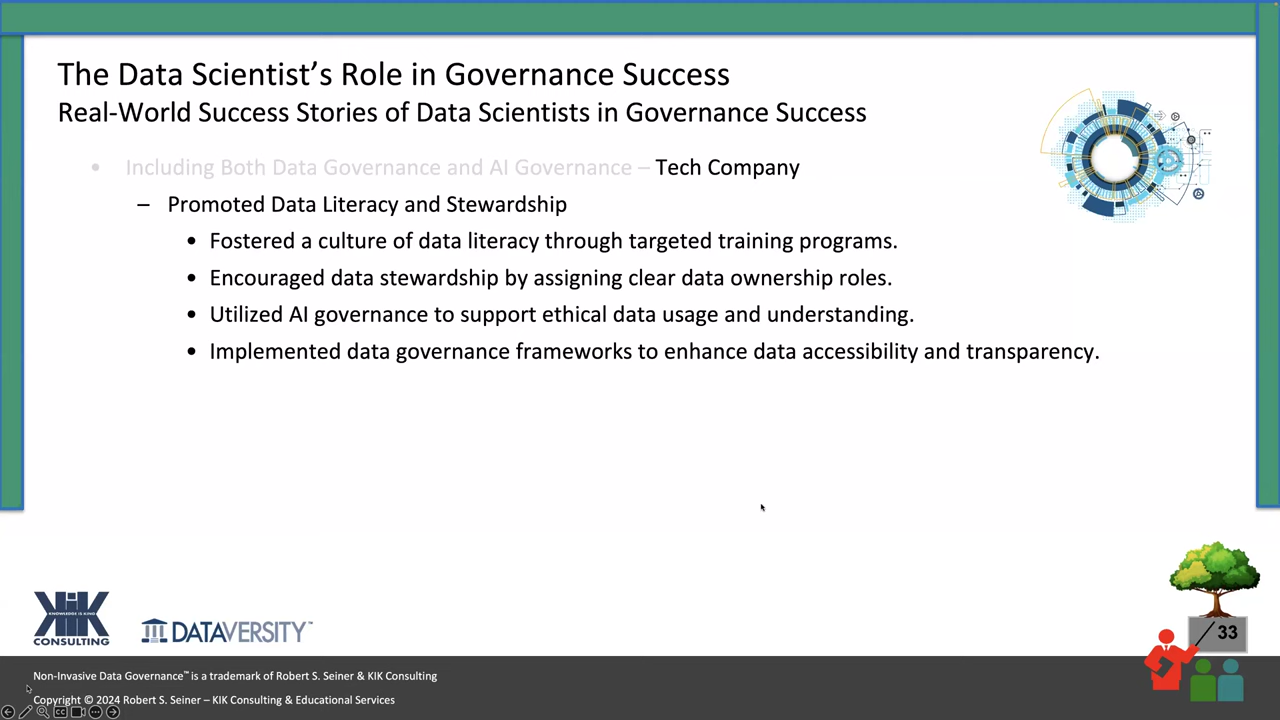 The Data Scientist's Role in Governance Success
Real-World Success Stories of Data Scientists in Governance Success
• Including Both Data Governance and AI Governance – Tech Company
– Promoted Data Literacy and Stewardship
• Fostered a culture of data literacy through targeted training programs.
• Encouraged data stewardship by assigning clear data ownership roles.
• Utilized AI governance to support ethical data usage and understanding.
• Implemented data governance frameworks to enhance data accessibility and transparency.
KIK
KNOWLEDGE IS KING
CONSULTING
DATAVERSITY™
33
Non-Invasive Data Governance™ is a trademark of Robert S. Seiner & KIK Consulting
Copyright © 2024 Robert S. Seiner – KIK Consulting & Educational Services